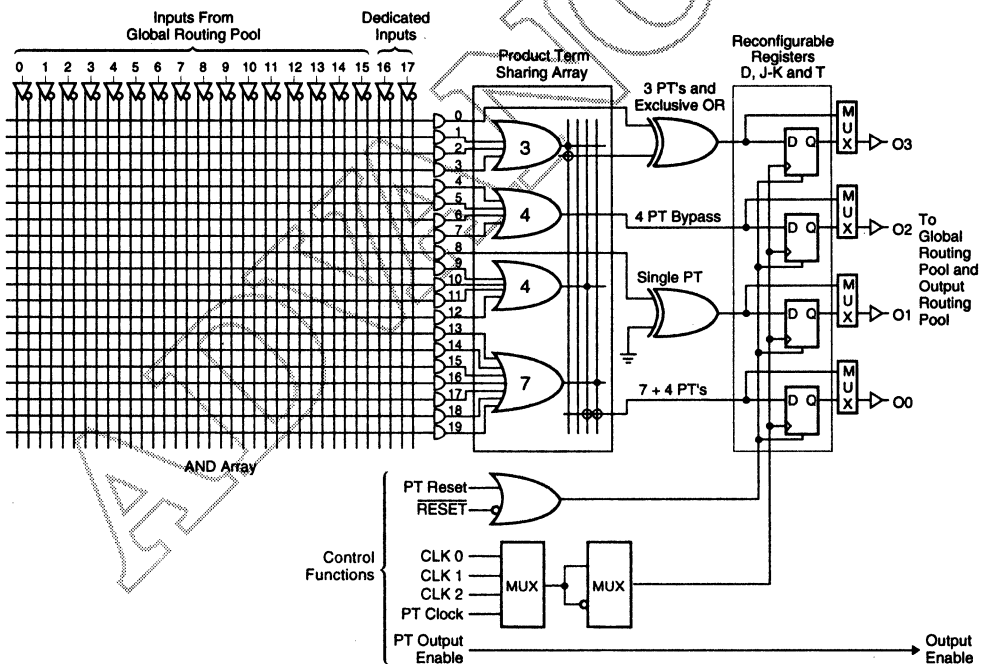 Inputs From
Global Routing Pool
Dedicated
Inputs
0 1 2 3 4 5 6 7 8 9 10 11 12 13 14 15 16 17
Product Term
Sharing Array
Reconfigurable
Registers
D, J-K and T
3 PT's and
Exclusive OR
0
1
2
3
4
5
6
7
8
9
10
11
12
13
14
15
16
17
18
19
3
4
4
7
4 PT Bypass
Single PT
7 + 4 PT's
D Q
MUX
O3
D Q
MUX
O2
D Q
MUX
O1
D Q
MUX
O0
To
Global
Routing
Pool and
Output
Routing
Pool
AND Array
Control
Functions
PT Reset
RESET
CLK 0
CLK 1
CLK 2
PT Clock
MUX
MUX
PT Output
Enable
Output
Enable